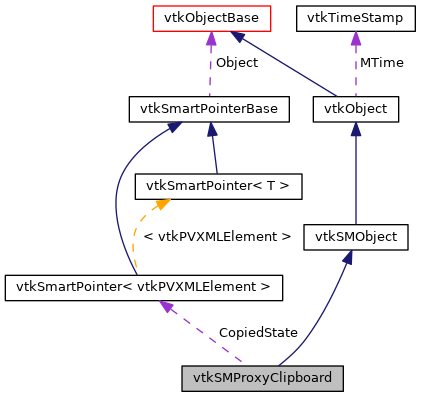 vtkObjectBase
vtkTimeStamp
Object
MTime
vtkSmartPointerBase
vtkObject
vtkSmartPointer< T >
< vtkPVXMLElement >
vtkSMObject
vtkSmartPointer< vtkPVXMLElement >
CopiedState
vtkSMProxyClipboard